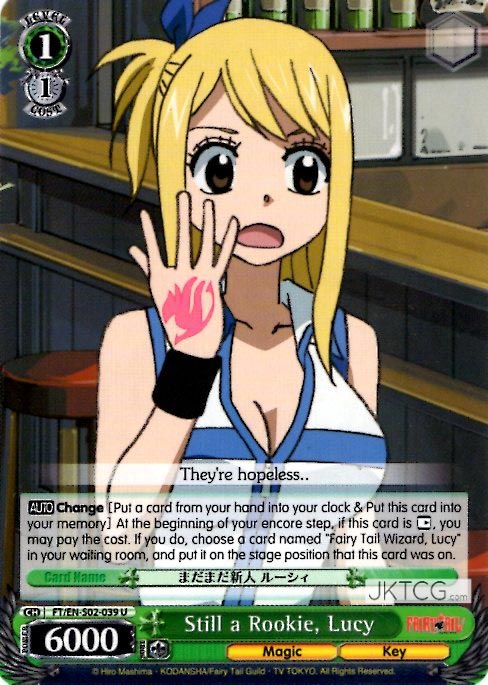 LEVEL
1
1
COST
They're hopeless..
AUTO Change [Put a card from your hand into your clock & Put this card into
your memory] At the beginning of your encore step, if this card is , you
may pay the cost. If you do, choose a card named "Fairy Tail Wizard, Lucy"
in your waiting room, and put it on the stage position that this card was on.
Card Name まだまだ新人 ルーシィ
JKTCG.com
CH FT/EN-S02-039 U
Still a Rookie, Lucy
FAIRY TAIL
POWER 6000 SOUL
Magic Key
© Hiro Mashima • KODANSHA/Fairy Tail Guild • TV TOKYO. All Rights Reserved.